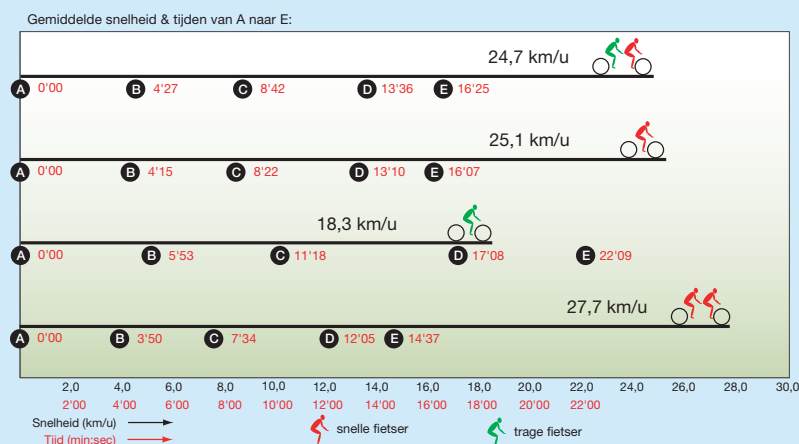 Gemiddelde snelheid & tijden van A naar E:
24,7 km/u
A 0'00 B 4'27 C 8'42 D 13'36 E 16'25
25,1 km/u
A 0'00 B 4'15 C 8'22 D 13'10 E 16'07
18,3 km/u
A 0'00 B 5'53 C 11'18 D 17'08 E 22'09
27,7 km/u
A 0'00 B 3'50 C 7'34 D 12'05 E 14'37
2,0 4,0 6,0 8,0 10,0 12,0 14,0 16,0 18,0 20,0 22,0 24,0 26,0 28,0 30,0
2'00 4'00 6'00 8'00 10'00 12'00 14'00 16'00 18'00 20'00 22'00
Snelheid (km/u) snelle fietser trage fietser
Tijd (min:sec)